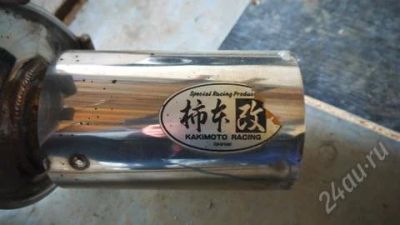 Special Racing Product
柿本改
KAKIMOTO RACING
24au.ru